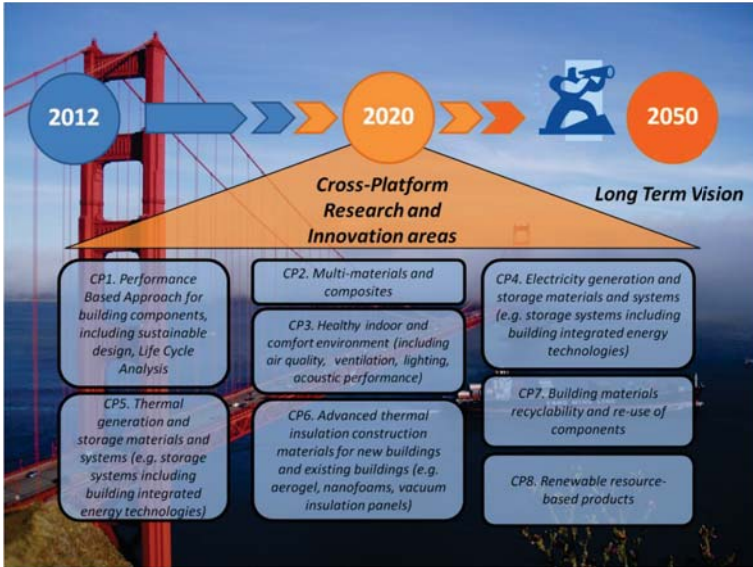 2012
2020
2050
Cross-Platform
Research and
Innovation areas
Long Term Vision
CP1. Performance
Based Approach for
building components,
including sustainable
design, Life Cycle
Analysis
CP2. Multi-materials and
composites
CP3. Healthy indoor and
comfort environment (including
air quality, ventilation, lighting,
acoustic performance)
CP4. Electricity generation and
storage materials and systems
(e.g. storage systems including
building integrated energy
technologies)
CP5. Thermal
generation and
storage materials and
systems (e.g. storage
systems including
building integrated
energy technologies)
CP6. Advanced thermal
insulation construction
materials for new buildings
and existing buildings (e.g.
aerogel, nanofoams, vacuum
insulation panels)
CP7. Building materials
recyclability and re-use of
components
CP8. Renewable resource-
based products